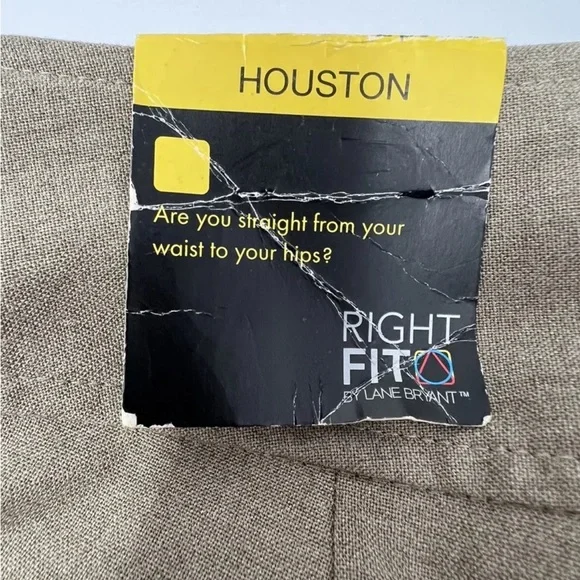 HOUSTON
Are you straight from your
waist to your hips?
RIGHT
FIT
BY LANE BRYANT™